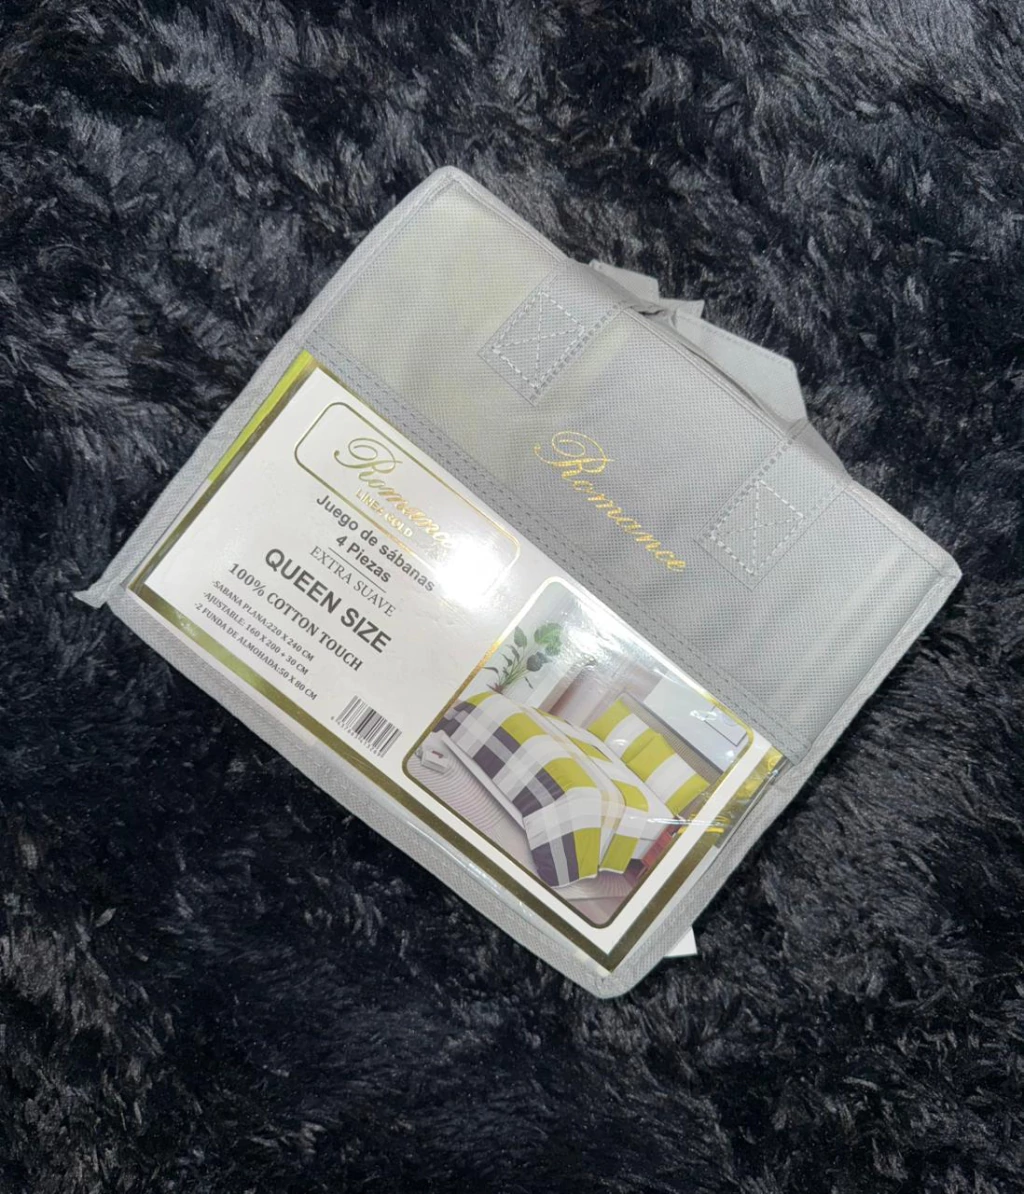 Romance
Romance
LÍNEA GOLD
Juego de sábanas
4 Piezas
EXTRA SUAVE
QUEEN SIZE
100% COTTON TOUCH
-SABANA PLANA:220 X 240 CM
-AJUSTABLE: 160 X 200 + 30 CM
-2 FUNDA DE ALMOHADA:50 X 80 CM